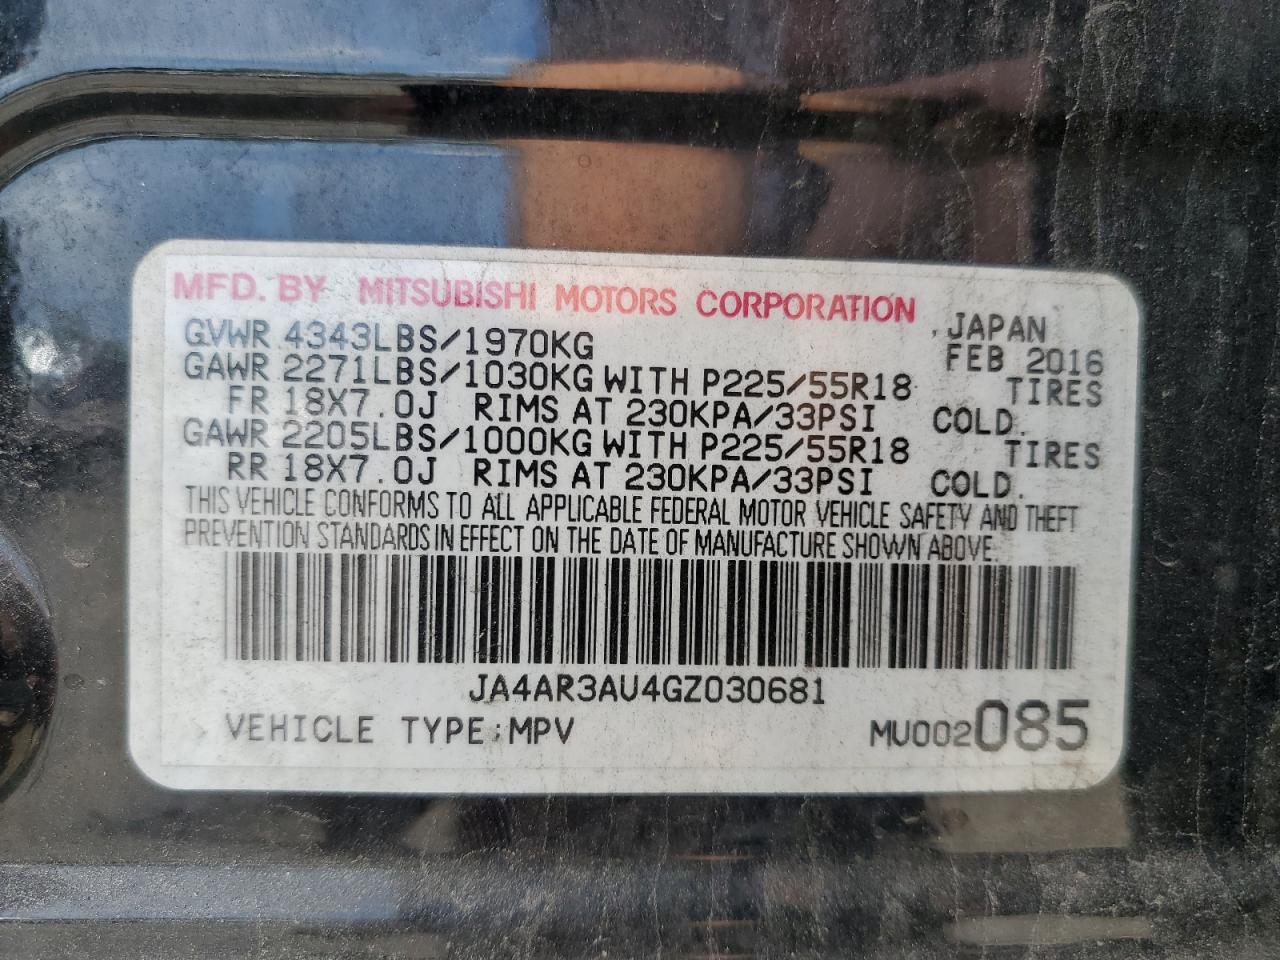 MFD. BY MITSUBISHI MOTORS CORPORATION , JAPAN
GVWR 4343LBS/1970KG FEB 2016
GAWR 2271LBS/1030KG WITH P225/55R18 TIRES
FR 18X7.0J RIMS AT 230KPA/33PSI COLD.
GAWR 2205LBS/1000KG WITH P225/55R18 TIRES
RR 18X7.0J RIMS AT 230KPA/33PSI COLD.
THIS VEHICLE CONFORMS TO ALL APPLICABLE FEDERAL MOTOR VEHICLE SAFETY AND THEFT
PREVENTION STANDARDS IN EFFECT ON THE DATE OF MANUFACTURE SHOWN ABOVE.
JA4AR3AU4GZ030681
VEHICLE TYPE:MPV MU002085